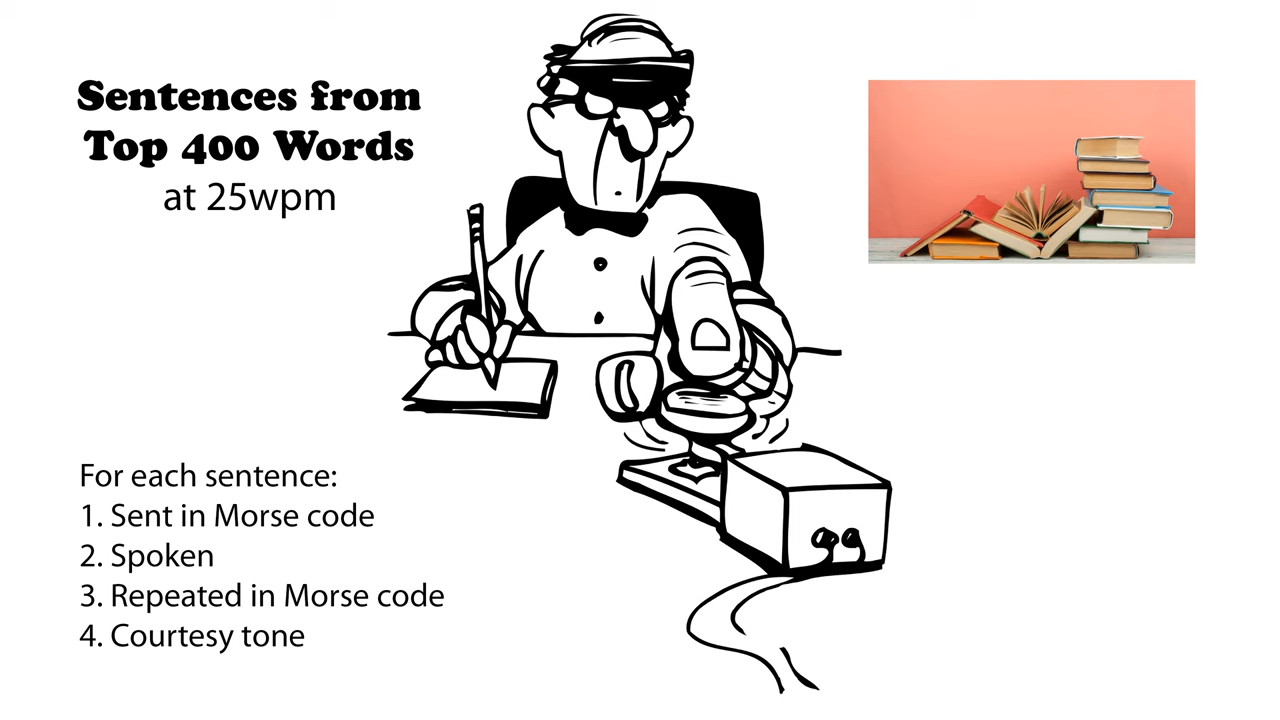 Sentences from
Top 400 Words
at 25wpm
For each sentence:
1. Sent in Morse code
2. Spoken
3. Repeated in Morse code
4. Courtesy tone